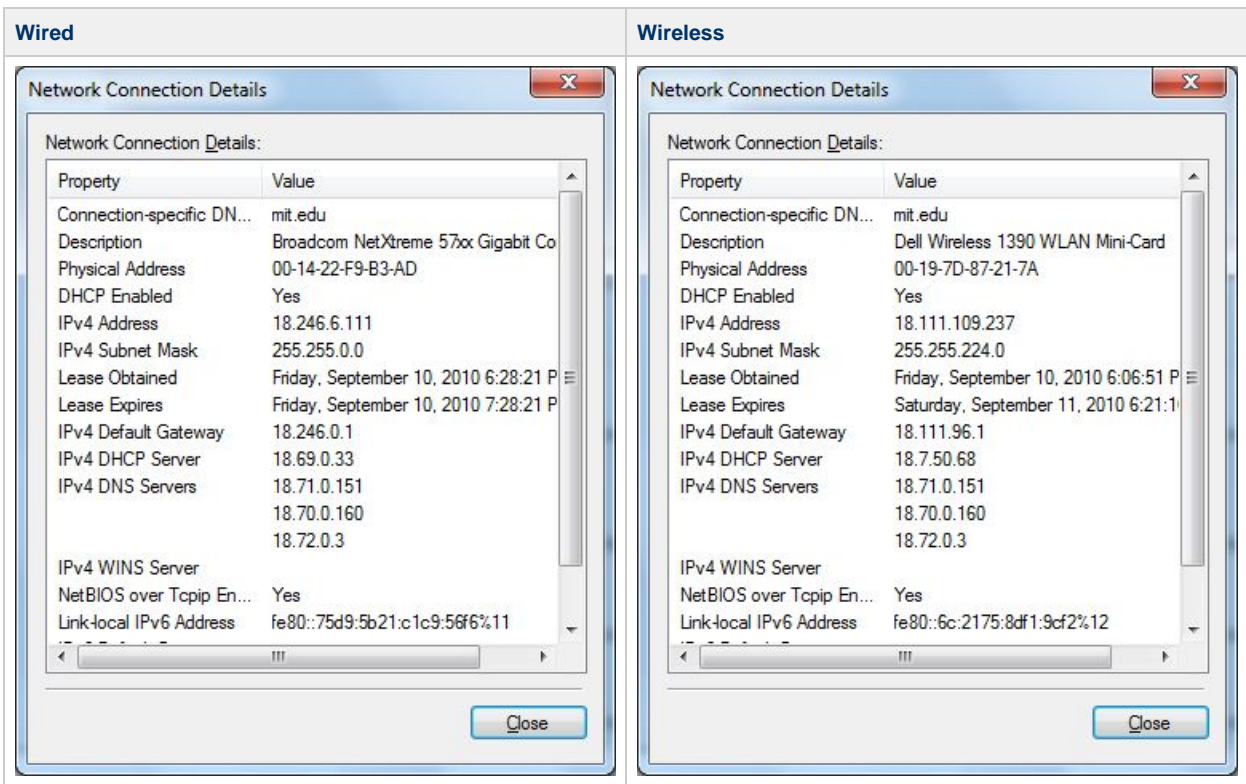 Wired
Network Connection Details
Network Connection Details:
Property Value
Connection-specific DN... mit.edu
Description Broadcom NetXtreme 57xx Gigabit Co
Physical Address 00-14-22-F9-B3-AD
DHCP Enabled Yes
IPv4 Address 18.246.6.111
IPv4 Subnet Mask 255.255.0.0
Lease Obtained Friday, September 10, 2010 6:28:21 P
Lease Expires Friday, September 10, 2010 7:28:21 P
IPv4 Default Gateway 18.246.0.1
IPv4 DHCP Server 18.69.0.33
IPv4 DNS Servers 18.71.0.151
18.70.0.160
18.72.0.3
IPv4 WINS Server
NetBIOS over Tcpip En... Yes
Link-local IPv6 Address fe80::75d9:5b21:c1c9:56f6%11
Close
Wireless
Network Connection Details
Network Connection Details:
Property Value
Connection-specific DN... mit.edu
Description Dell Wireless 1390 WLAN Mini-Card
Physical Address 00-19-7D-87-21-7A
DHCP Enabled Yes
IPv4 Address 18.111.109.237
IPv4 Subnet Mask 255.255.224.0
Lease Obtained Friday, September 10, 2010 6:06:51 P
Lease Expires Saturday, September 11, 2010 6:21:1
IPv4 Default Gateway 18.111.96.1
IPv4 DHCP Server 18.7.50.68
IPv4 DNS Servers 18.71.0.151
18.70.0.160
18.72.0.3
IPv4 WINS Server
NetBIOS over Tcpip En... Yes
Link-local IPv6 Address fe80::6c:2175:8df1:9cf2%12
Close